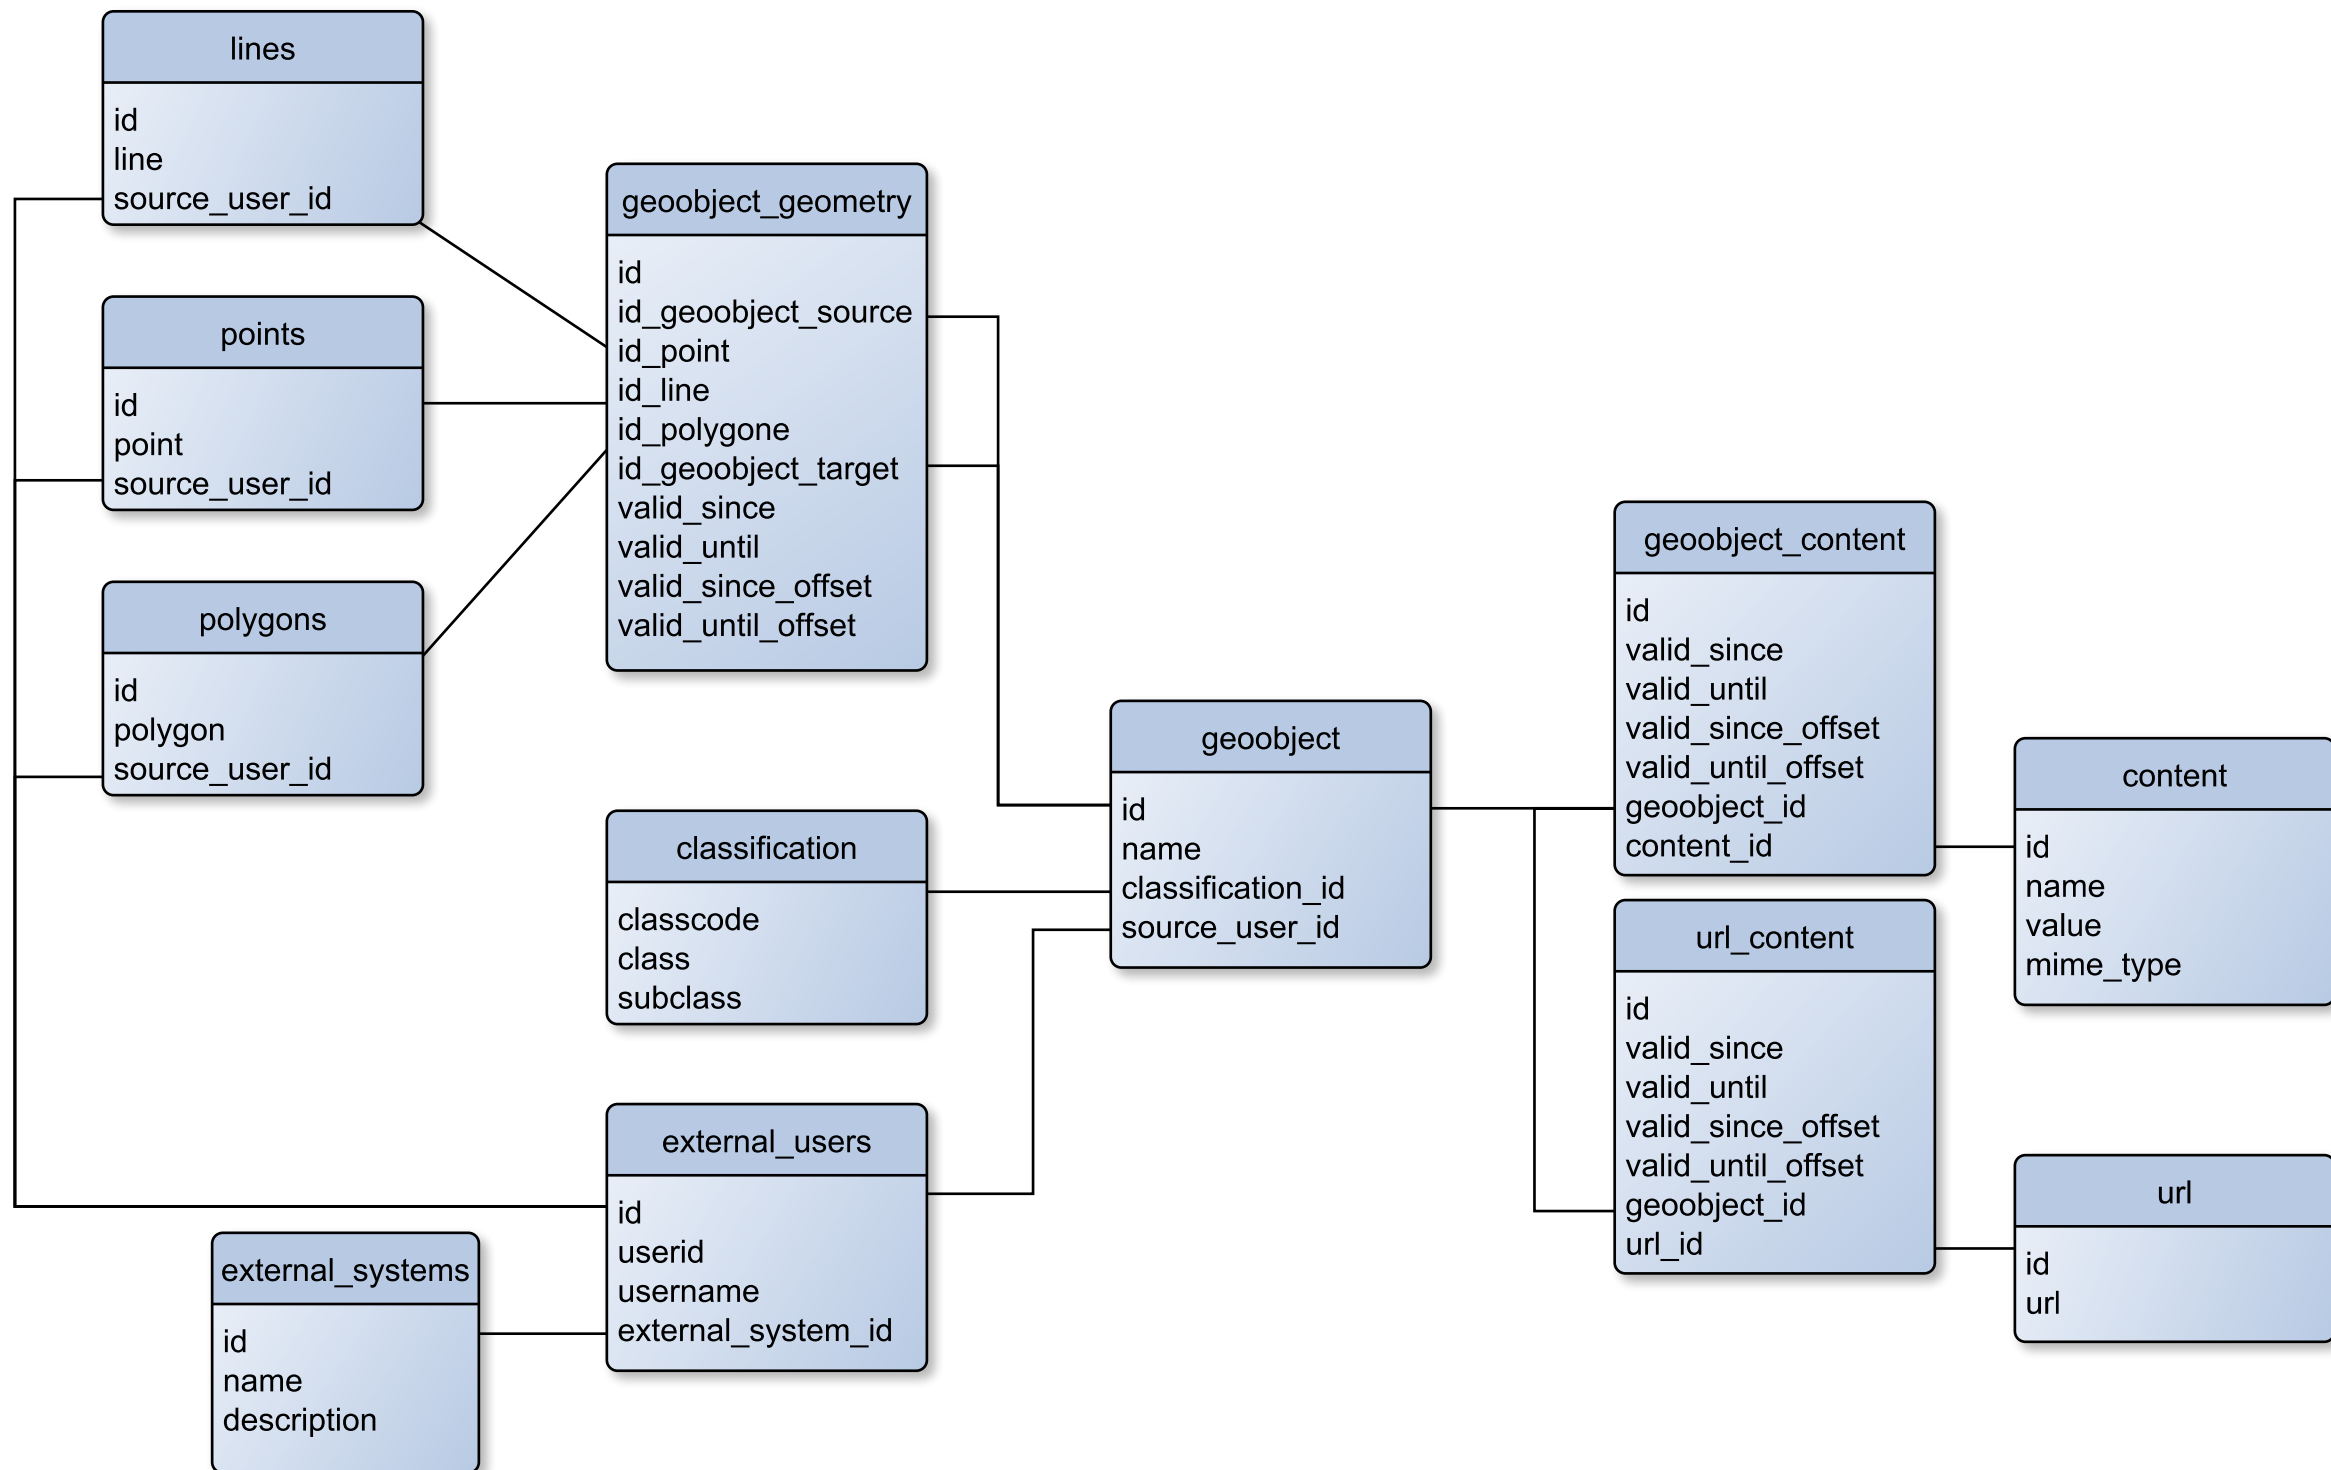 lines
id
line
source_user_id
points
id
point
source_user_id
polygons
id
polygon
source_user_id
geoobject_geometry
id
id_geoobject_source
id_point
id_line
id_polygone
id_geoobject_target
valid_since
valid_until
valid_since_offset
valid_until_offset
classification
classcode
class
subclass
external_users
id
userid
username
external_system_id
external_systems
id
name
description
geoobject
id
name
classification_id
source_user_id
geoobject_content
id
valid_since
valid_until
valid_since_offset
valid_until_offset
geoobject_id
content_id
url_content
id
valid_since
valid_until
valid_since_offset
valid_until_offset
geoobject_id
url_id
content
id
name
value
mime_type
url
id
url